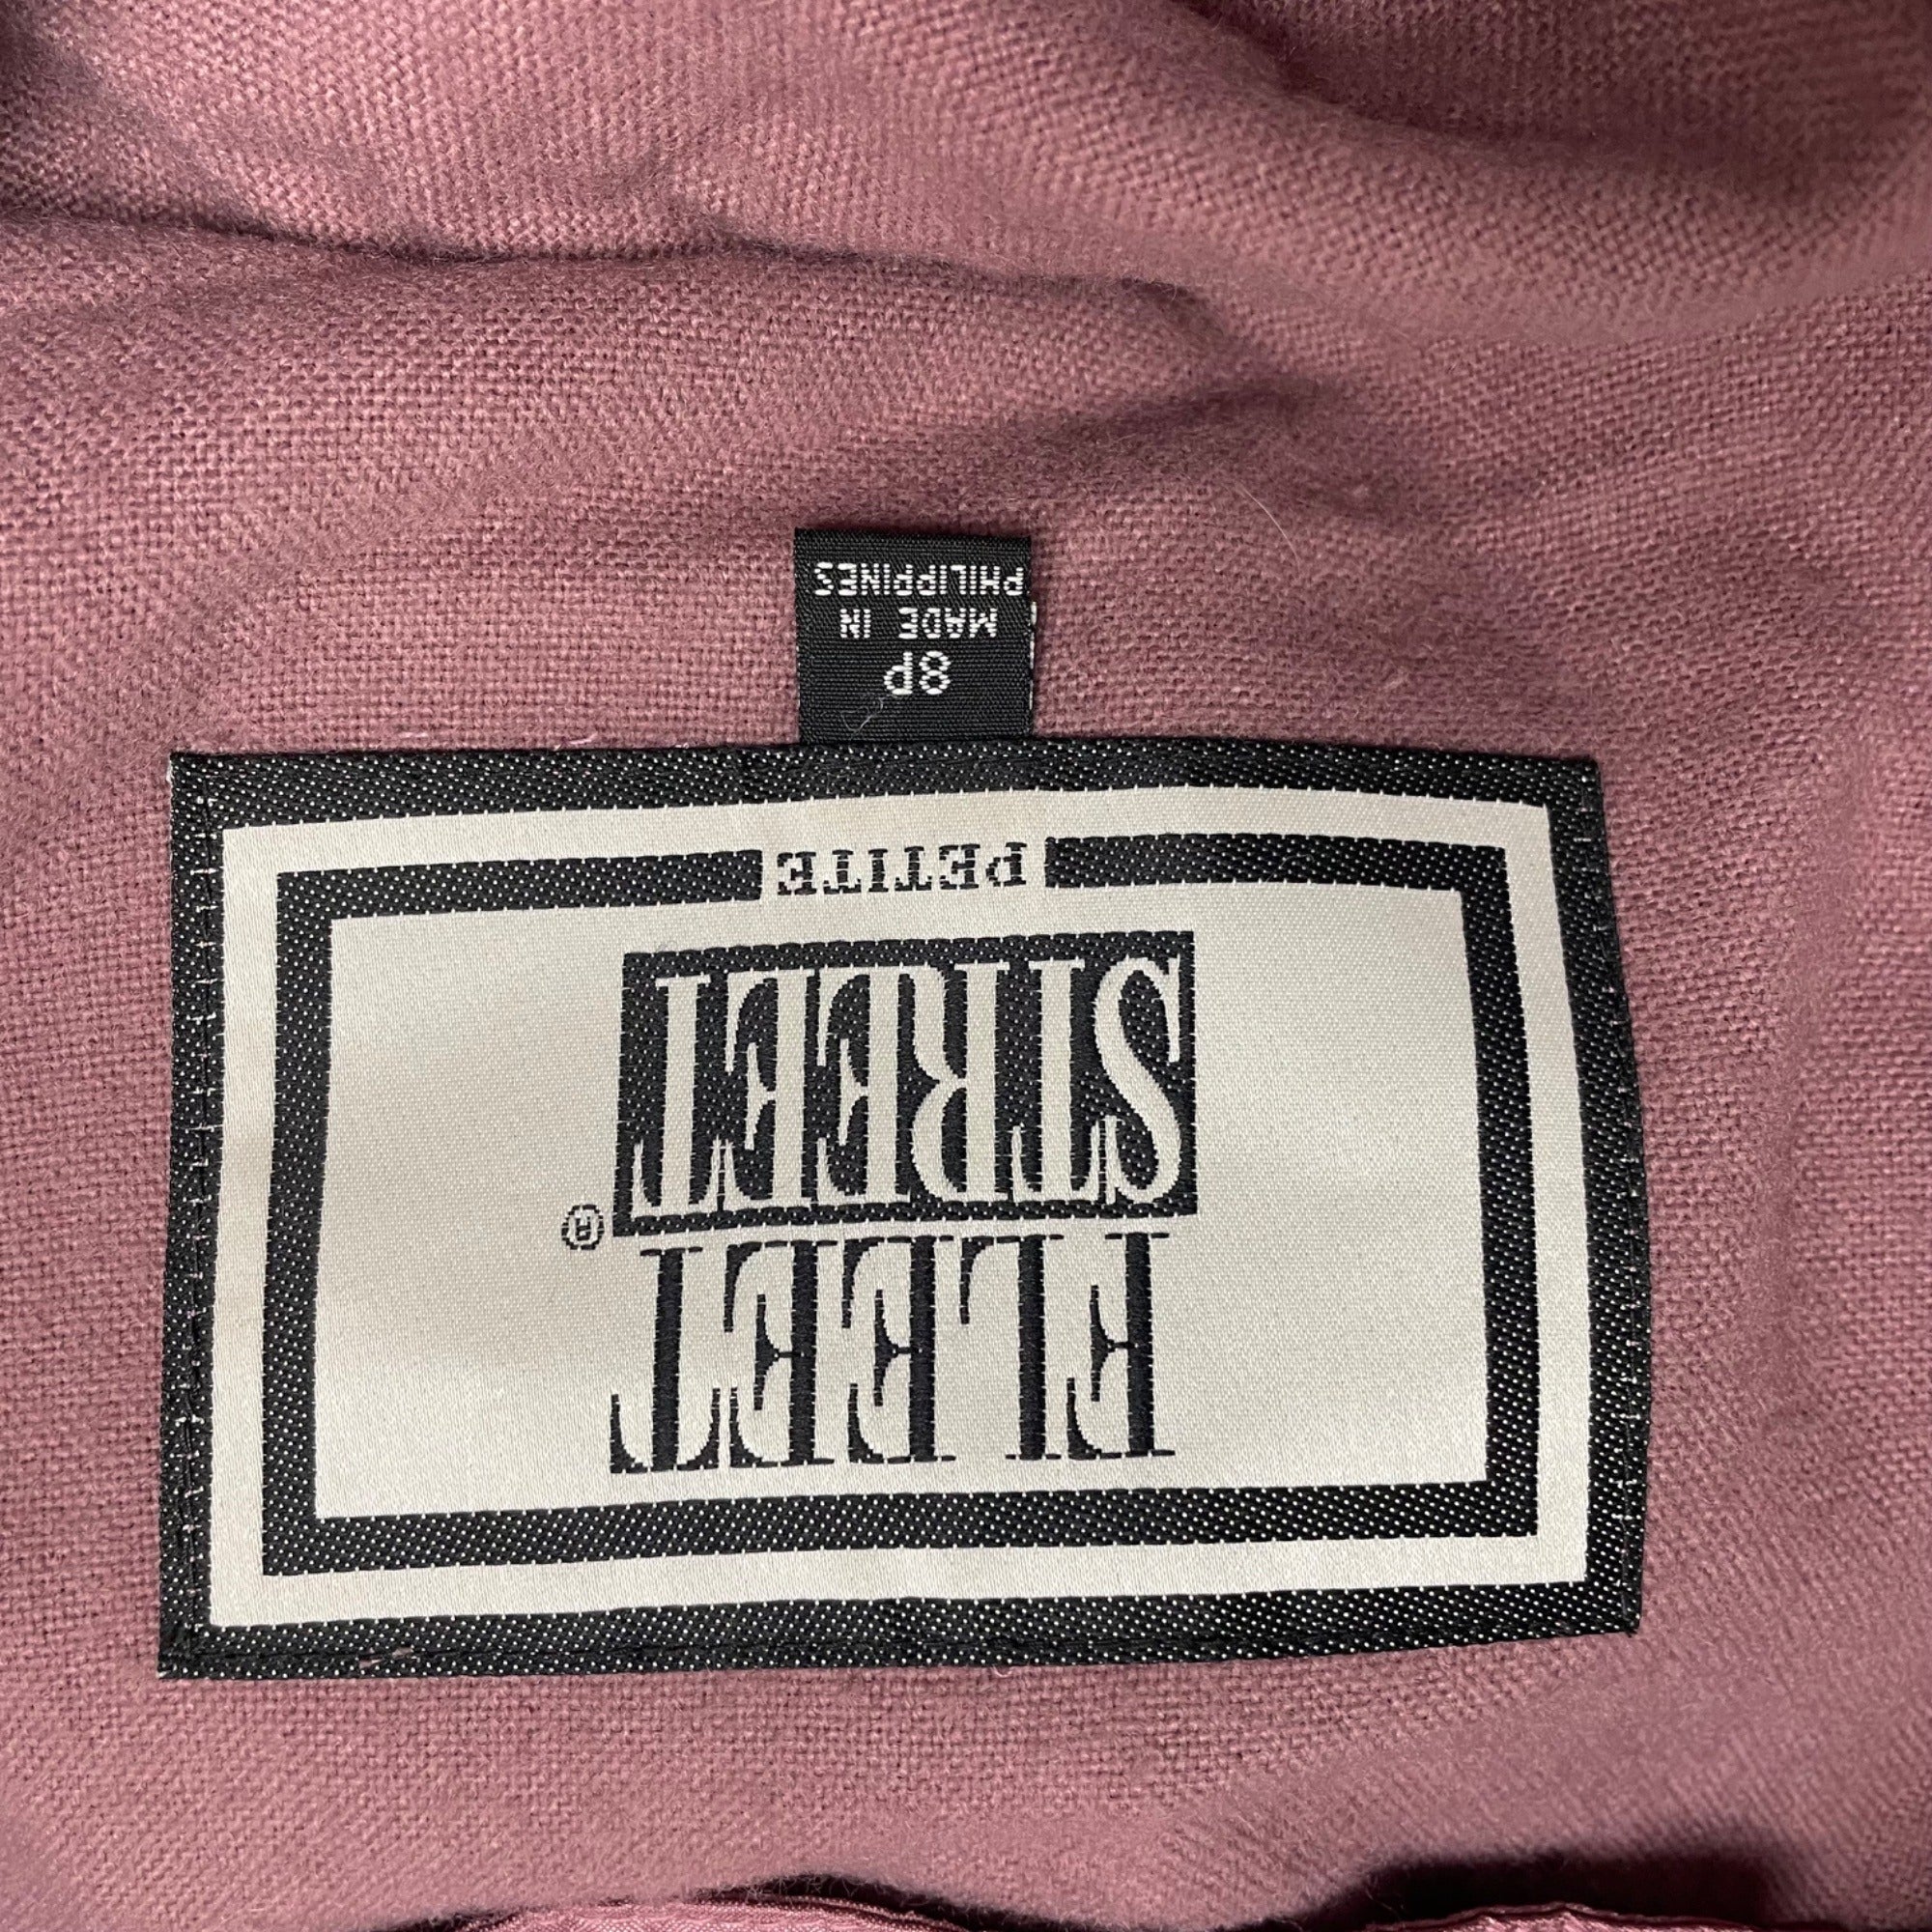 FLEET
STREET®
PETITE
8P
MADE IN
PHILIPPINES